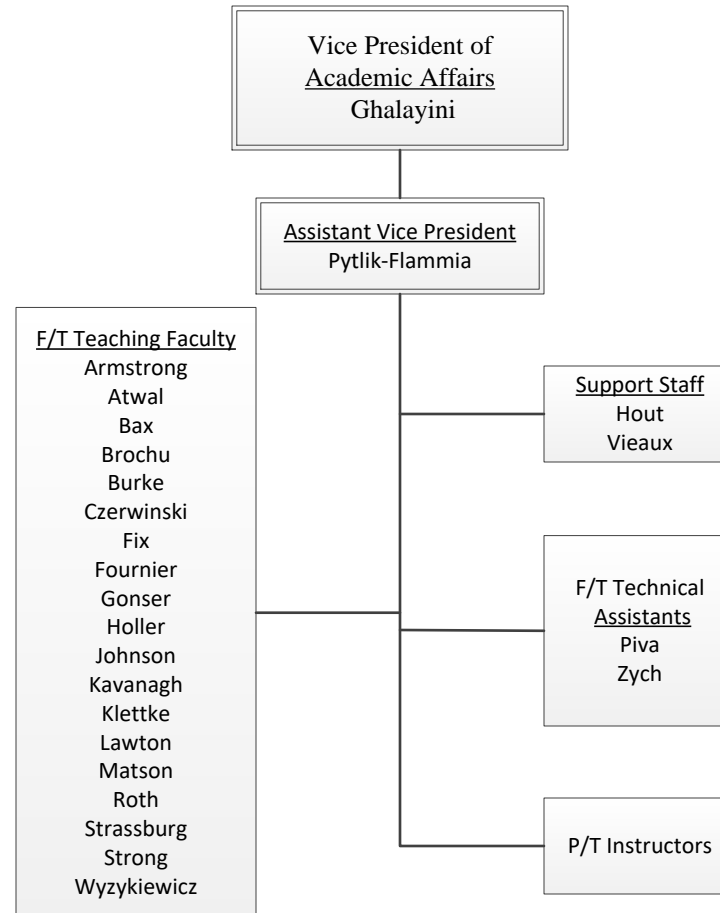 Vice President of
Academic Affairs
Ghalayini
Assistant Vice President
Pytlik-Flammia
F/T Teaching Faculty
Armstrong
Atwal
Bax
Brochu
Burke
Czerwinski
Fix
Fournier
Gonser
Holler
Johnson
Kavanagh
Klettke
Lawton
Matson
Roth
Strassburg
Strong
Wyzykiewicz
Support Staff
Hout
Vieaux
F/T Technical
Assistants
Piva
Zych
P/T Instructors